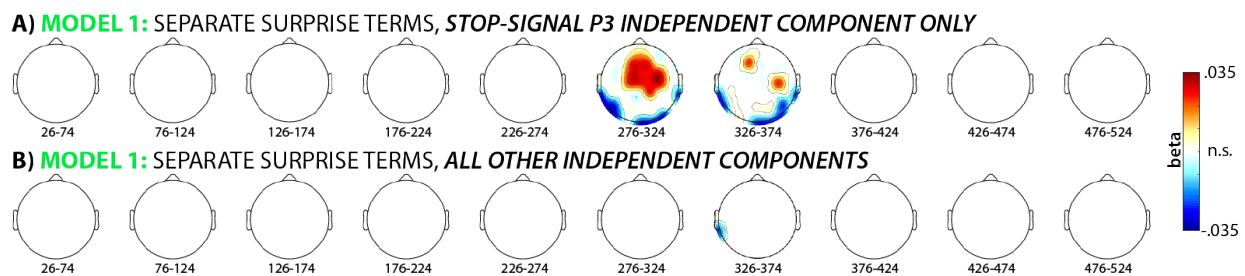 A) MODEL 1: SEPARATE SURPRISE TERMS, STOP-SIGNAL P3 INDEPENDENT COMPONENT ONLY
26-74 76-124 126-174 176-224 226-274 276-324 326-374 376-424 426-474 476-524
B) MODEL 1: SEPARATE SURPRISE TERMS, ALL OTHER INDEPENDENT COMPONENTS
26-74 76-124 126-174 176-224 226-274 276-324 326-374 376-424 426-474 476-524
.035
beta
n.s.
-.035